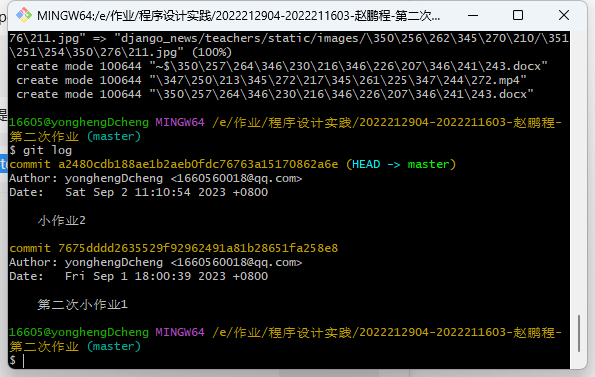 MINGW64:/e/作业/程序设计实践/2022212904-2022211603-赵鹏程-第二次...
76\211.jpg" => "django_news/teachers/static/images/\350\256\262\345\270\210/\351
\251\254\350\276\211.jpg" (100%)
create mode 100644 "~$\350\257\264\346\230\216\346\226\207\346\241\243.docx"
create mode 100644 "\347\250\213\345\272\217\345\261\225\347\244\272.mp4"
create mode 100644 "\350\257\264\346\230\216\346\226\207\346\241\243.docx"
16605@yonghengDcheng MINGW64 /e/作业/程序设计实践/2022212904-2022211603-赵鹏程-
第二次作业 (master)
$ git log
commit a2480cdb188ae1b2aeb0fdc76763a15170862a6e (HEAD -> master)
Author: yonghengDcheng <1660560018@qq.com>
Date:   Sat Sep 2 11:10:54 2023 +0800
小作业2
commit 7675dddd2635529f92962491a81b28651fa258e8
Author: yonghengDcheng <1660560018@qq.com>
Date:   Fri Sep 1 18:00:39 2023 +0800
第二次小作业1
16605@yonghengDcheng MINGW64 /e/作业/程序设计实践/2022212904-2022211603-赵鹏程-
第二次作业 (master)
$